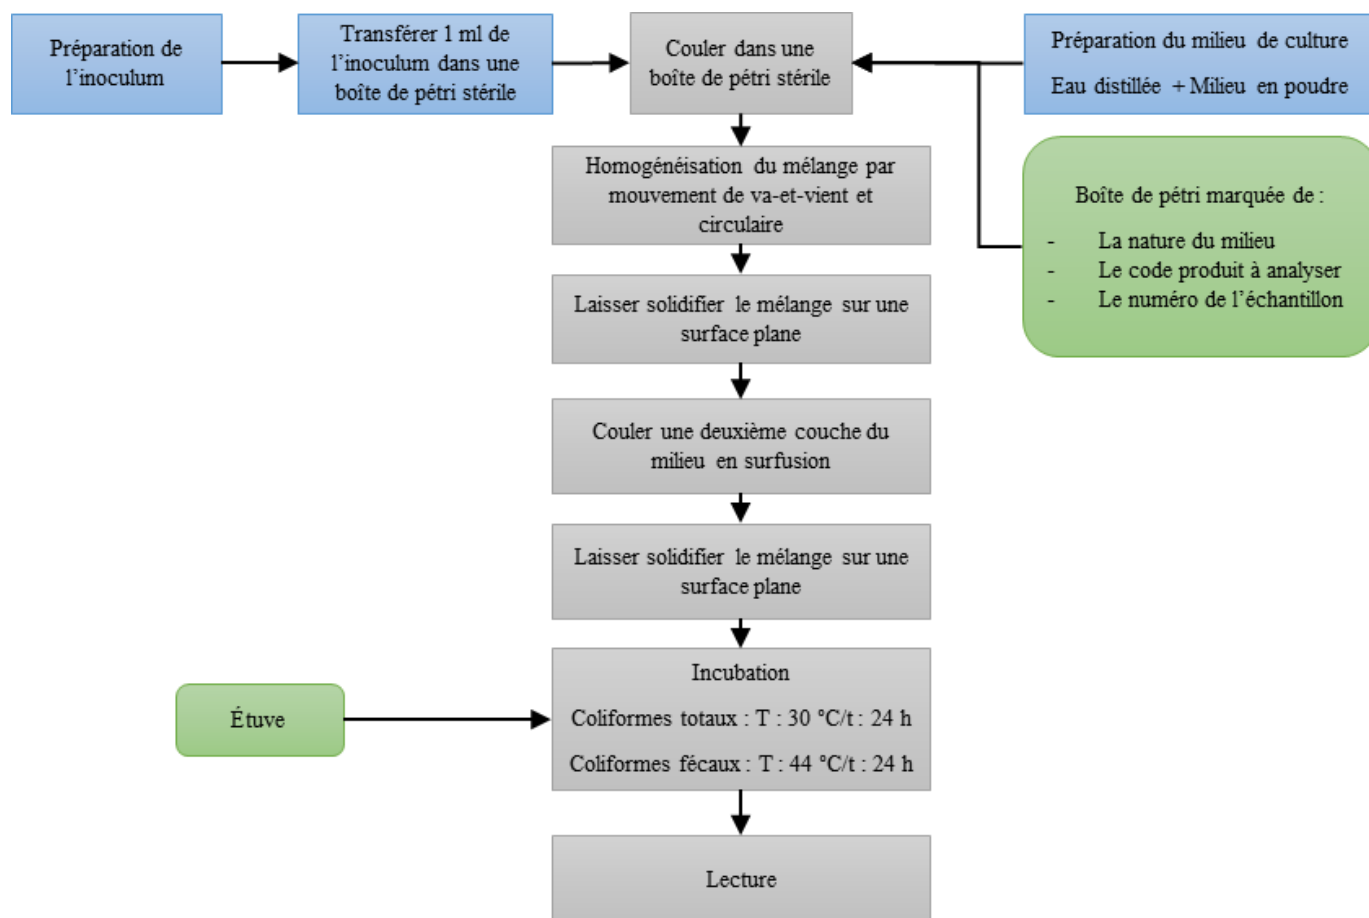 Préparation de
l'inoculum
Transférer 1 ml de
l'inoculum dans une
boîte de pétri stérile
Couler dans une
boîte de pétri stérile
Préparation du milieu de culture
Eau distillée + Milieu en poudre
Homogénéisation du mélange par
mouvement de va-et-vient et
circulaire
Boîte de pétri marquée de :
- La nature du milieu
- Le code produit à analyser
- Le numéro de l'échantillon
Laisser solidifier le mélange sur une
surface plane
Couler une deuxième couche du
milieu en surfusion
Laisser solidifier le mélange sur une
surface plane
Étuve
Incubation
Coliformes totaux : T : 30 °C/t : 24 h
Coliformes fécaux : T : 44 °C/t : 24 h
Lecture